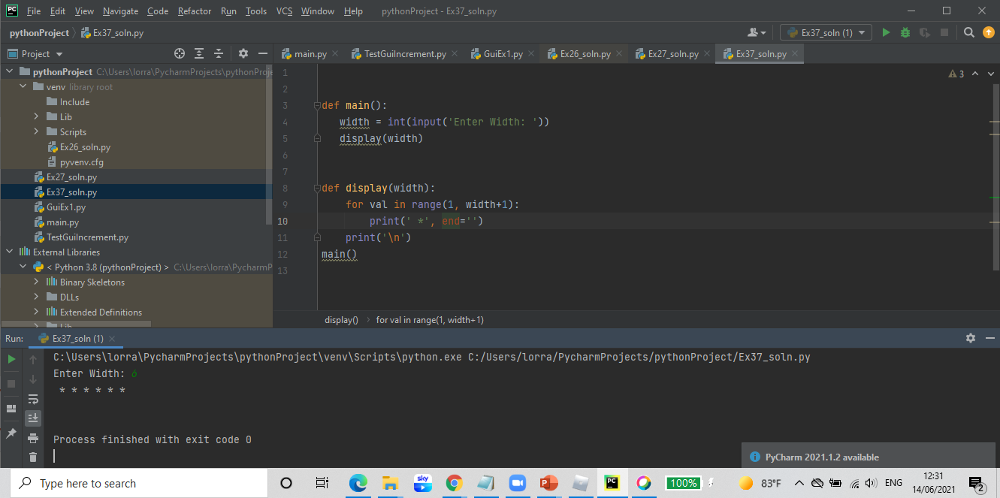 PC File Edit View Navigate Code Refactor Run Tools VCS Window Help pythonProject - Ex37_soln.py
pythonProject Ex37_soln.py Ex37_soln (1)
Project main.py TestGuiIncrement.py GuiEx1.py Ex26_soln.py Ex27_soln.py Ex37_soln.py
pythonProject C:\Users\lorra\PycharmProjects\pythonProje
venv library root
Include
Lib
Scripts
Ex26_soln.py
pyvenv.cfg
Ex27_soln.py
Ex37_soln.py
GuiEx1.py
main.py
TestGuiIncrement.py
External Libraries
< Python 3.8 (pythonProject) > C:\Users\lorra\PycharmP
Binary Skeletons
DLLs
Extended Definitions
Lib
1
2
3 def main():
4 width = int(input('Enter Width: '))
5 display(width)
6
7
8 def display(width):
9 for val in range(1, width+1):
10 print(' *', end='')
11 print('\n')
12 main()
13
3
display() for val in range(1, width+1)
Run: Ex37_soln (1)
C:\Users\lorra\PycharmProjects\pythonProject\venv\Scripts\python.exe C:/Users/lorra/PycharmProjects/pythonProject/Ex37_soln.py
Enter Width: 6
* * * * * *
Process finished with exit code 0
PyCharm 2021.1.2 available
Type here to search sky PC 100% 83°F ENG 12:31
14/06/2021 2